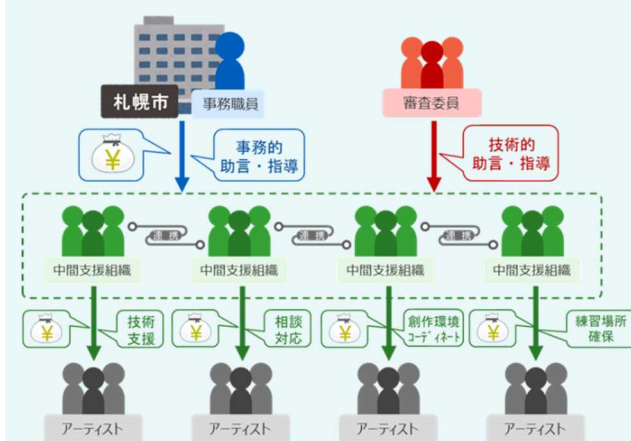 札幌市
事務職員
審査委員
¥
事務的
助言・指導
技術的
助言・指導
中間支援組織
連携
中間支援組織
連携
中間支援組織
連携
中間支援組織
¥
技術
支援
¥
相談
対応
¥
創作環境
ｺｰﾃﾞｨﾈｰﾄ
¥
練習場所
確保
アーティスト
アーティスト
アーティスト
アーティスト